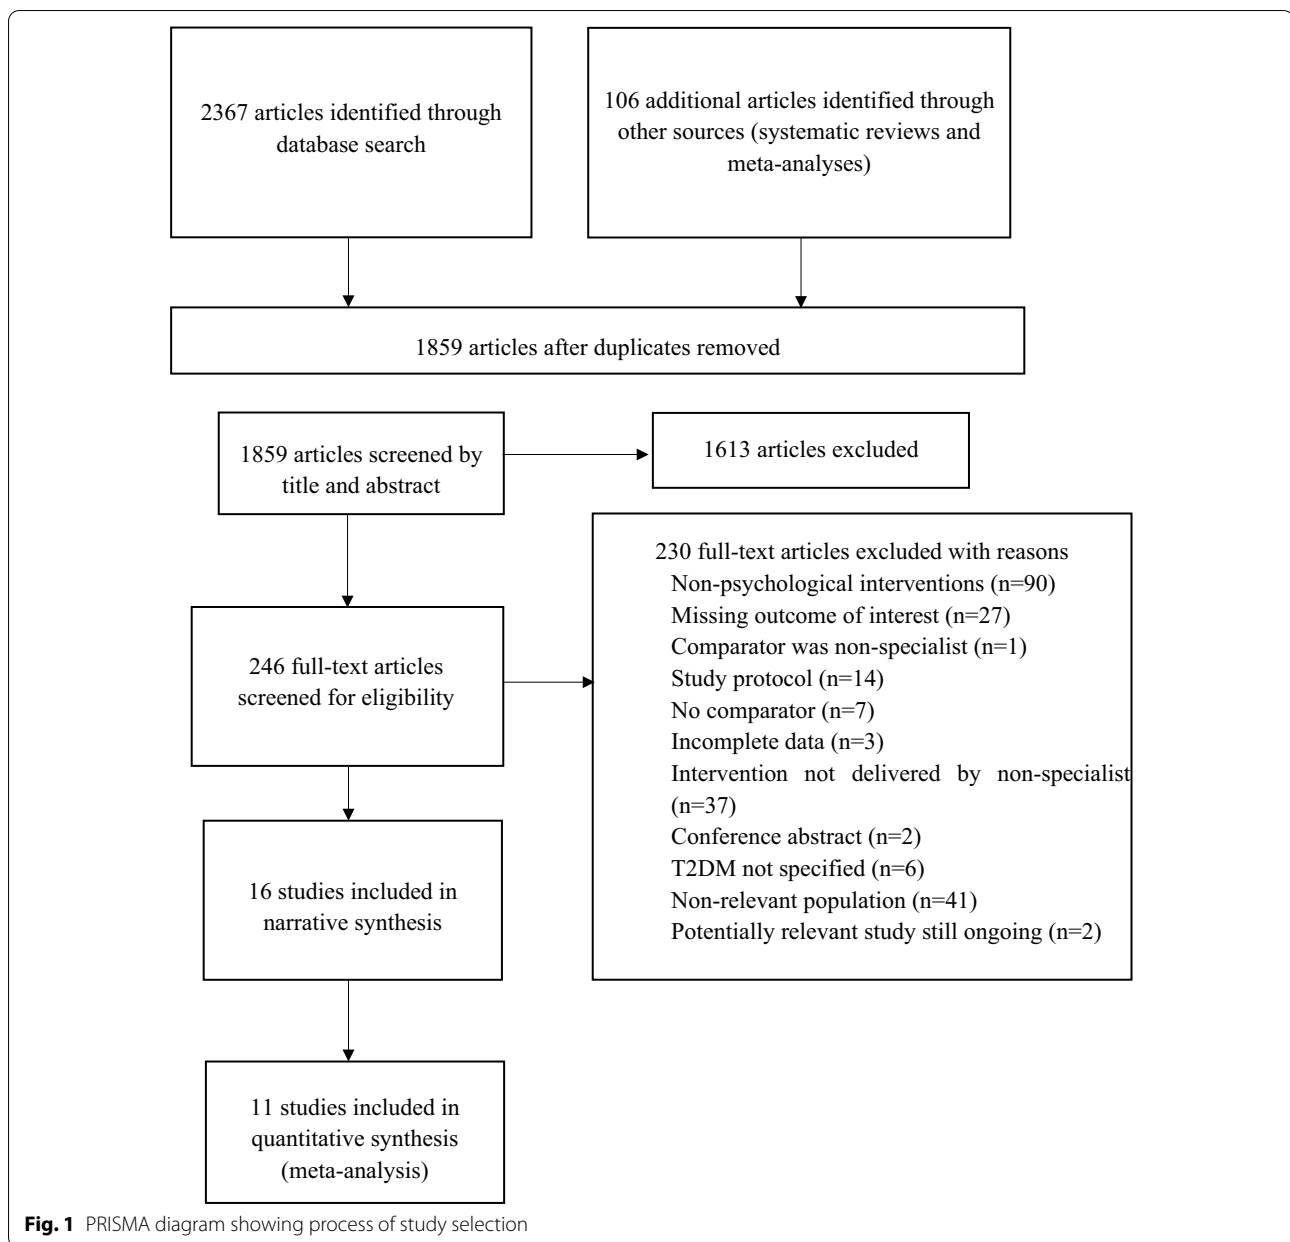 2367 articles identified through
database search
106 additional articles identified through
other sources (systematic reviews and
meta-analyses)
1859 articles after duplicates removed
1859 articles screened by
title and abstract
1613 articles excluded
246 full-text articles
screened for eligibility
230 full-text articles excluded with reasons
Non-psychological interventions (n=90)
Missing outcome of interest (n=27)
Comparator was non-specialist (n=1)
Study protocol (n=14)
No comparator (n=7)
Incomplete data (n=3)
Intervention not delivered by non-specialist
(n=37)
Conference abstract (n=2)
T2DM not specified (n=6)
Non-relevant population (n=41)
Potentially relevant study still ongoing (n=2)
16 studies included in
narrative synthesis
11 studies included in
quantitative synthesis
(meta-analysis)
Fig. 1 PRISMA diagram showing process of study selection